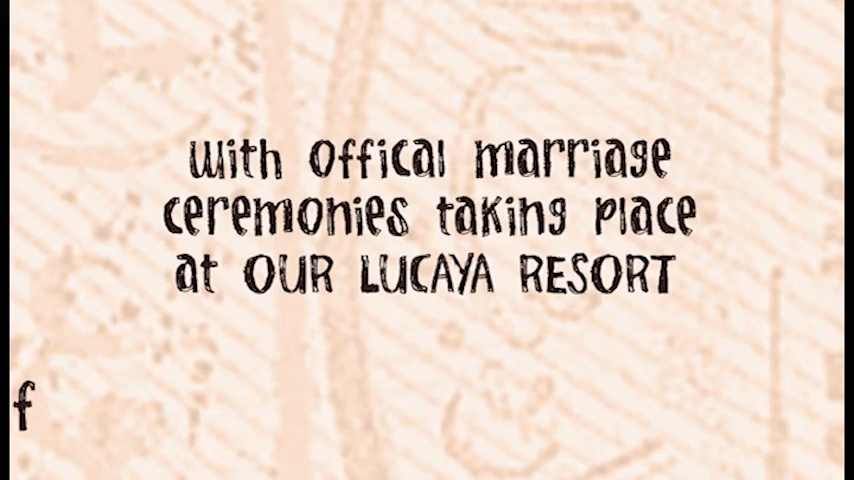 With Offical marriage
ceremonies taking place
at OUR LUCAYA RESORT
f